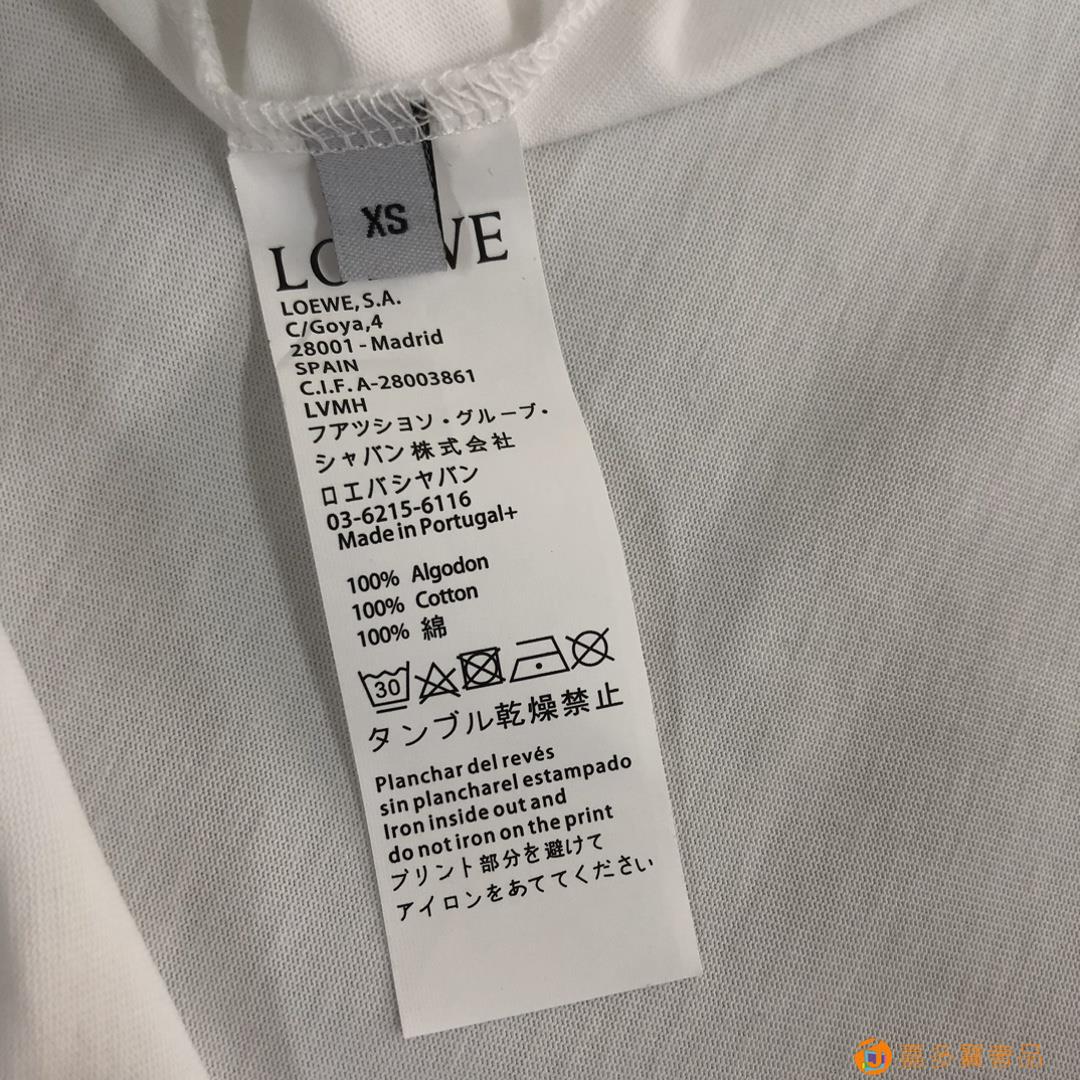 XS
LOEWE
LOEWE, S.A.
C/Goya,4
28001 - Madrid
SPAIN
C.I.F. A-28003861
LVMH
フアツシヨソ・グループ・
シャバン株式会社
ロエバシヤバン
03-6215-6116
Made in Portugal+
100% Algodon
100% Cotton
100% 綿
30
タンブル乾燥禁止
Planchar del revés
sin plancharel estampado
Iron inside out and
do not iron on the print
プリント部分を避けて
アイロンをあててください